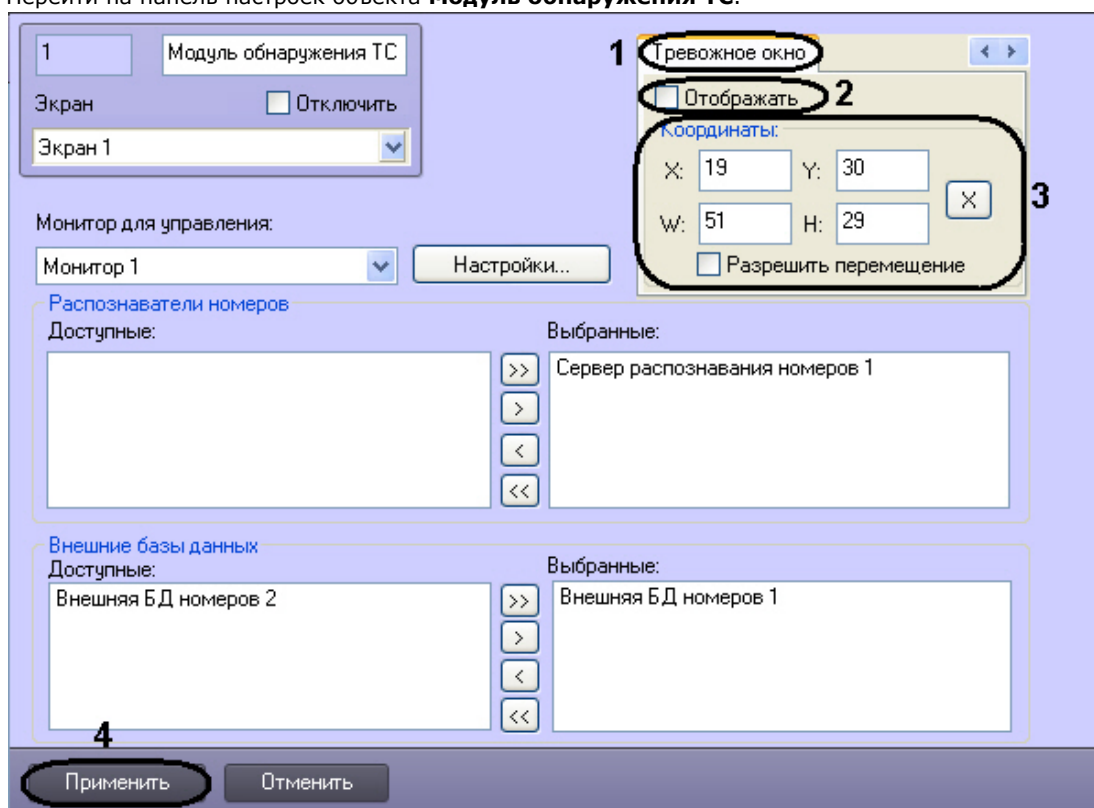 Перейти на панель настроек объекта Модуль обнаружения ТС.
1 Модуль обнаружения ТС
Экран Отключить
Экран 1
1 Тревожное окно
Отображать 2
Координаты:
X: 19 Y: 30
X
3
W: 51 H: 29
Разрешить перемещение
Монитор для управления:
Монитор 1 Настройки...
Распознаватели номеров
Доступные: Выбранные:
>> Сервер распознавания номеров 1
>
<
<<
Внешние базы данных
Доступные: Выбранные:
Внешняя БД номеров 2 >> Внешняя БД номеров 1
>
<
<<
4
Применить Отменить